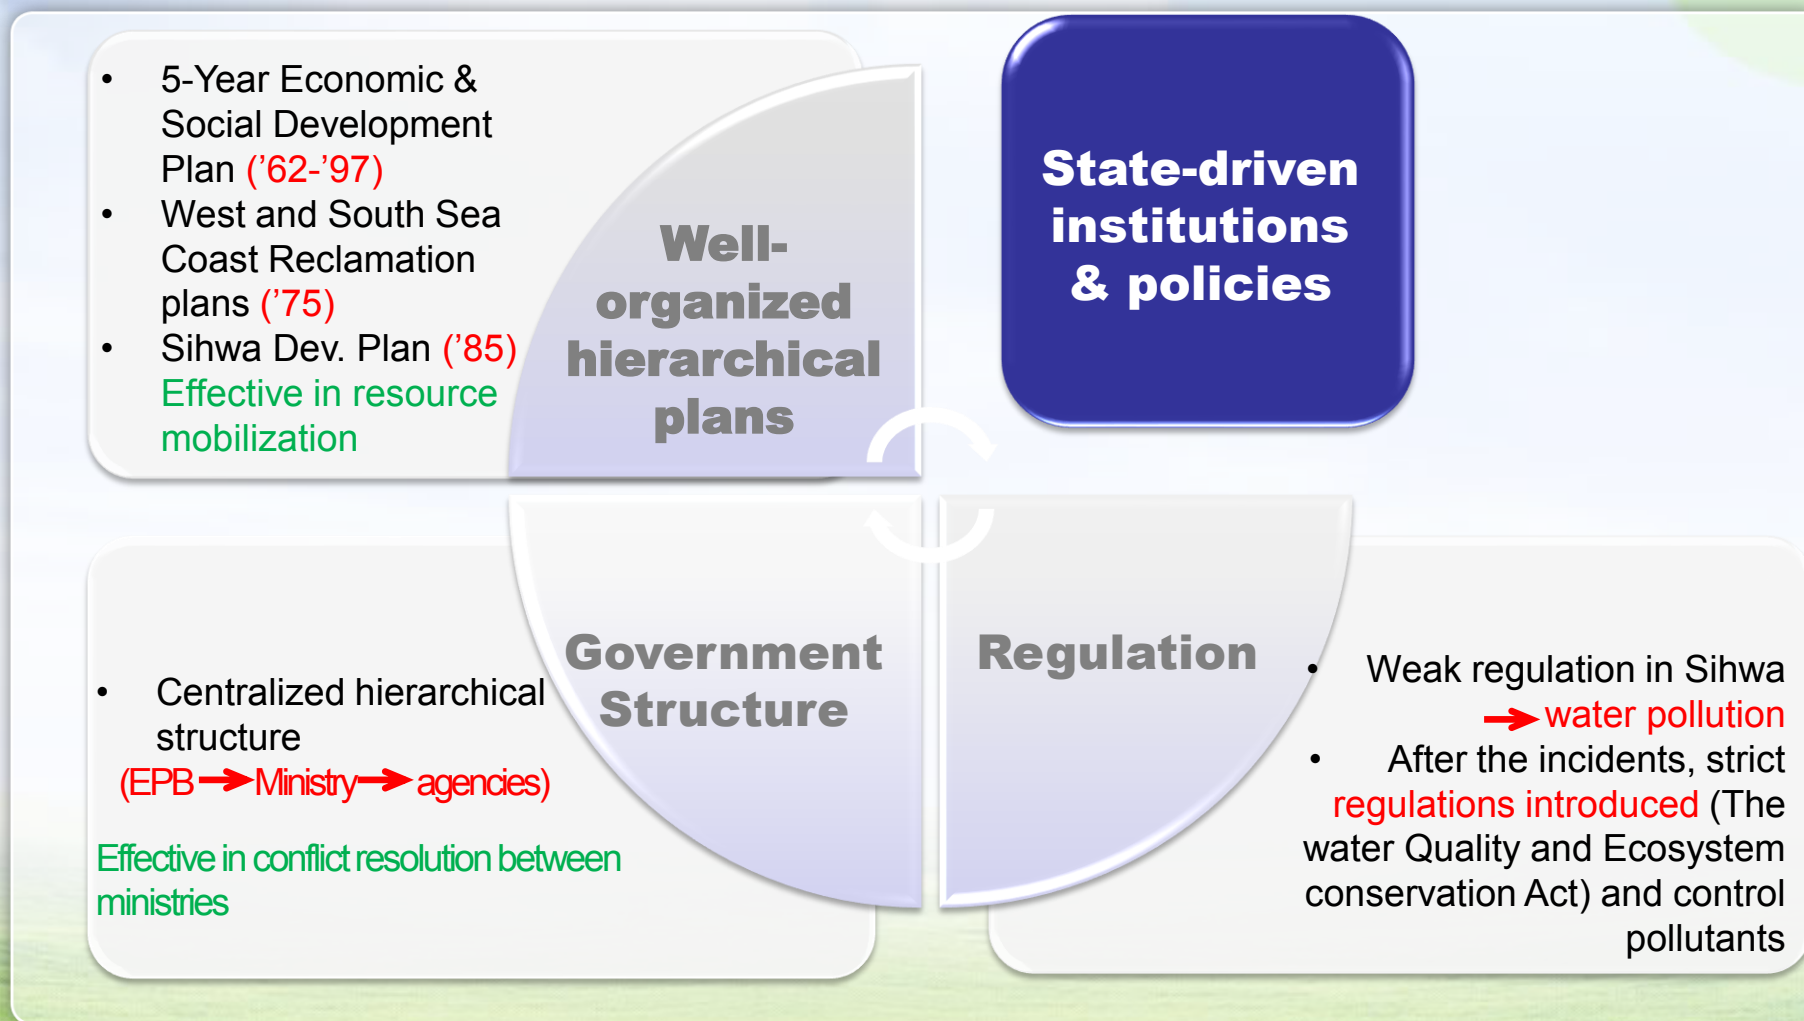 • 5-Year Economic &
Social Development
Plan (’62-’97)
• West and South Sea
Coast Reclamation
plans (’75)
• Sihwa Dev. Plan (’85)
Effective in resource
mobilization
Well-
organized
hierarchical
plans
State-driven
institutions
& policies
• Centralized hierarchical
structure
(EPB → Ministry → agencies)
Effective in conflict resolution between
ministries
Government
Structure
Regulation
• Weak regulation in Sihwa
→ water pollution
• After the incidents, strict
regulations introduced (The
water Quality and Ecosystem
conservation Act) and control
pollutants